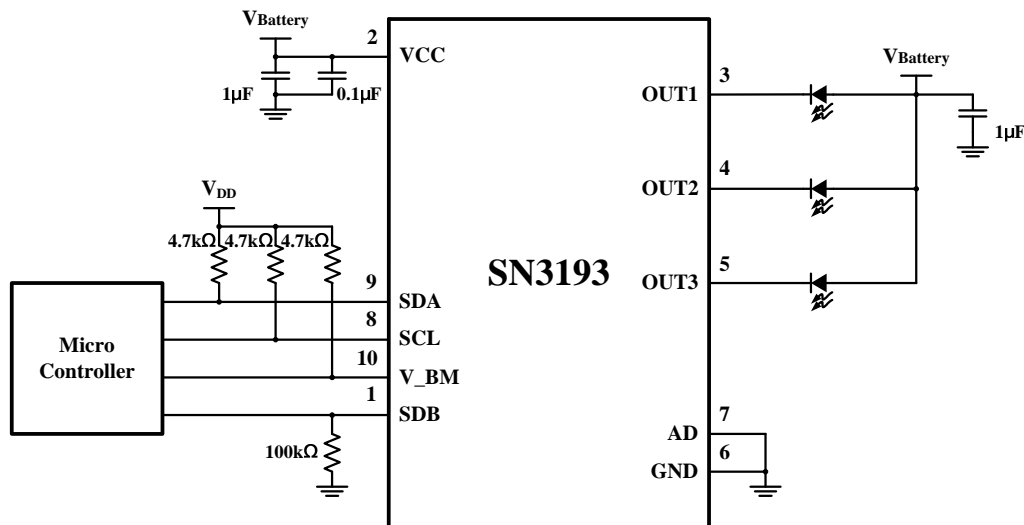 VBattery
2
VCC
1µF
0.1µF
VDD
4.7kΩ 4.7kΩ 4.7kΩ
Micro
Controller
9
SDA
8
SCL
10
V_BM
1
SDB
100kΩ
SN3193
3
OUT1
4
OUT2
5
OUT3
7
AD
6
GND
VBattery
1µF